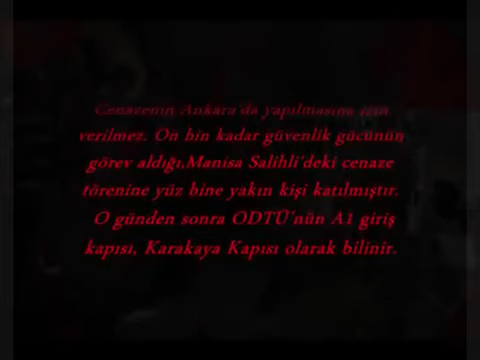 Cenazenin Ankara'da yapılmasına izin
verilmez. On bin kadar güvenlik gücünün
görev aldığı,Manisa Salihli'deki cenaze
törenine yüz bine yakın kişi katılmıştır.
O günden sonra ODTÜ'nün A1 giriş
kapısı, Karakaya Kapısı olarak bilinir.